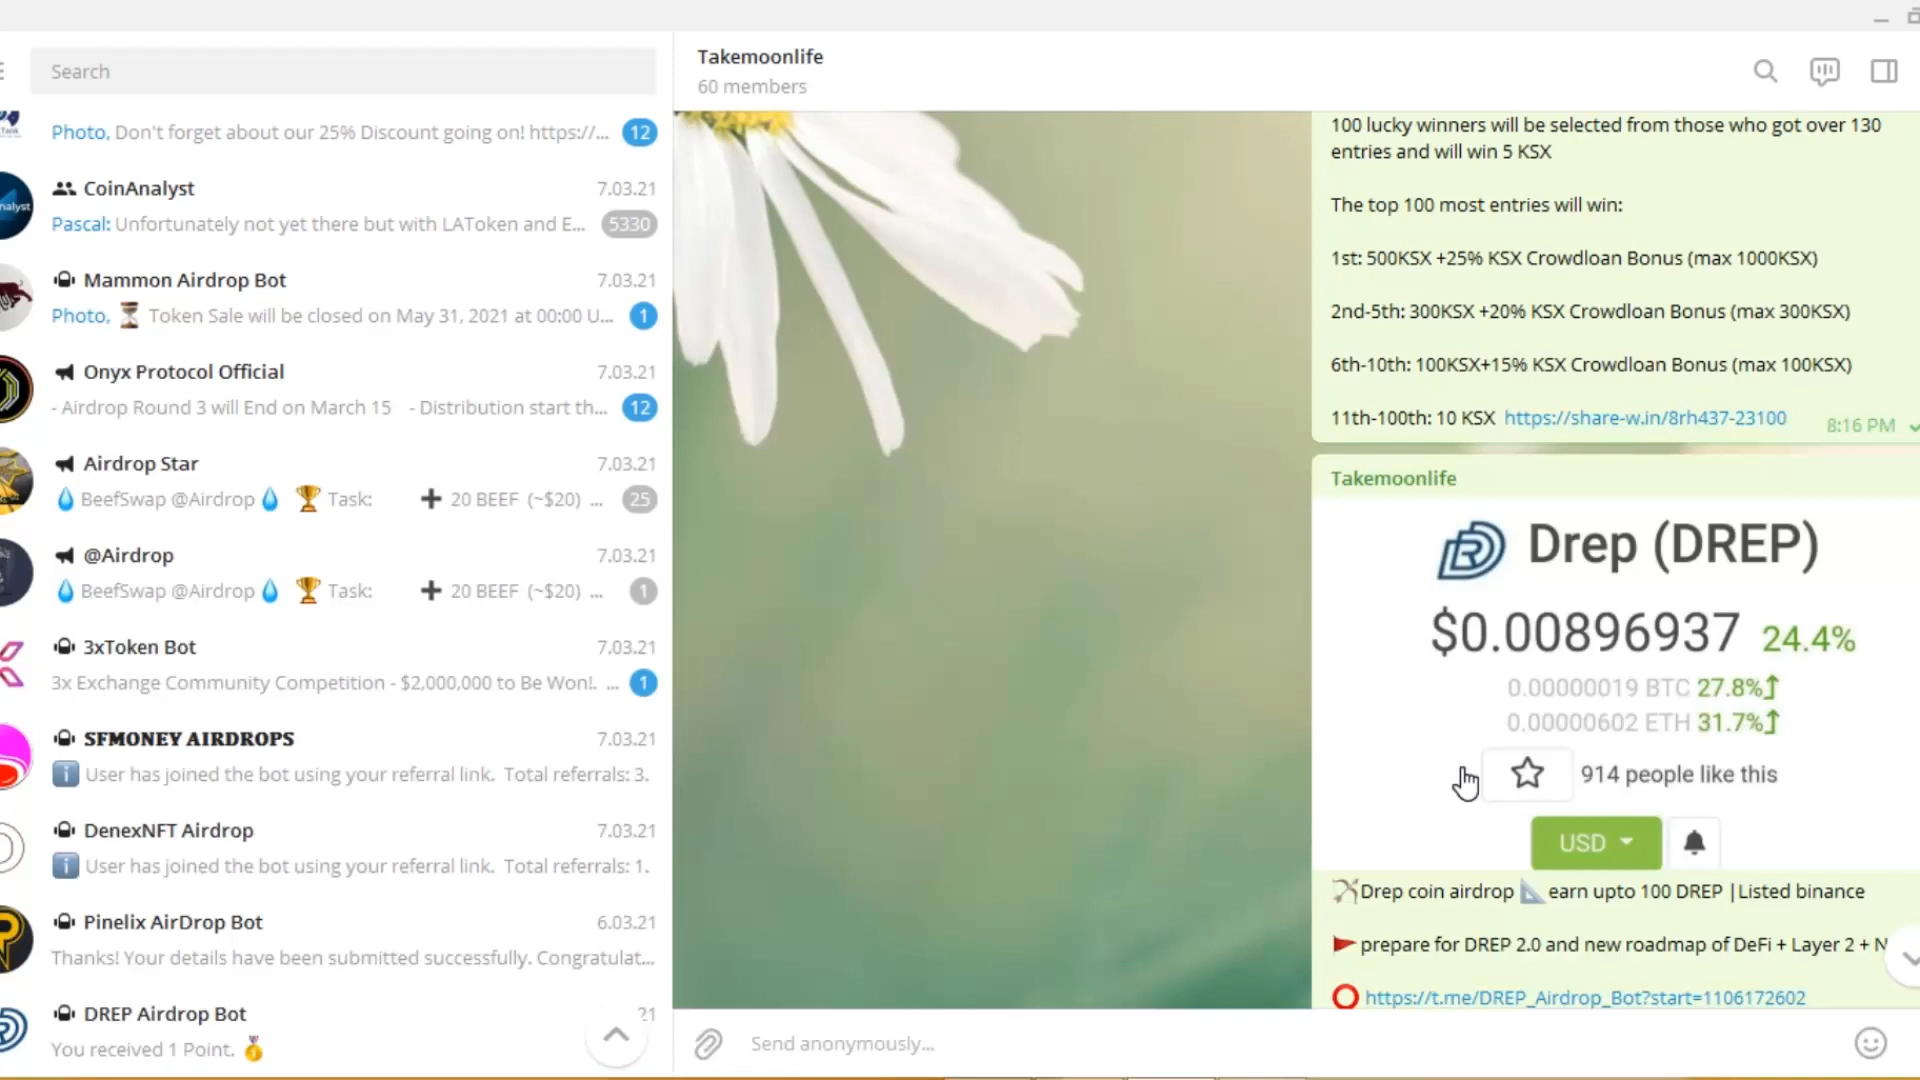 Search
Photo, Don't forget about our 25% Discount going on! https://... 12
CoinAnalyst 7.03.21
Pascal: Unfortunately not yet there but with LAToken and E... 5330
nalyst
Mammon Airdrop Bot 7.03.21
Photo, ⏳ Token Sale will be closed on May 31, 2021 at 00:00 U... 1
Onyx Protocol Official 7.03.21
- Airdrop Round 3 will End on March 15 - Distribution start th... 12
Airdrop Star 7.03.21
💧 BeefSwap @Airdrop 💧 🏆 Task: ➕ 20 BEEF (~$20) ... 25
@Airdrop 7.03.21
💧 BeefSwap @Airdrop 💧 🏆 Task: ➕ 20 BEEF (~$20) ... 1
3xToken Bot 7.03.21
3x Exchange Community Competition - $2,000,000 to Be Won!. ... 1
SFMONEY AIRDROPS 7.03.21
ℹ️ User has joined the bot using your referral link. Total referrals: 3.
DenexNFT Airdrop 7.03.21
ℹ️ User has joined the bot using your referral link. Total referrals: 1.
Pinelix AirDrop Bot 6.03.21
Thanks! Your details have been submitted successfully. Congratulat...
DREP Airdrop Bot 21
You received 1 Point. 🥇
Takemoonlife
60 members
100 lucky winners will be selected from those who got over 130
entries and will win 5 KSX
The top 100 most entries will win:
1st: 500KSX +25% KSX Crowdloan Bonus (max 1000KSX)
2nd-5th: 300KSX +20% KSX Crowdloan Bonus (max 300KSX)
6th-10th: 100KSX+15% KSX Crowdloan Bonus (max 100KSX)
11th-100th: 10 KSX https://share-w.in/8rh437-23100 8:16 PM
Takemoonlife
Drep (DREP)
$0.00896937 24.4%
0.00000019 BTC 27.8%
0.00000602 ETH 31.7%
914 people like this
USD
🏹Drep coin airdrop 📐 earn upto 100 DREP |Listed binance
🚩 prepare for DREP 2.0 and new roadmap of DeFi + Layer 2 + N
⭕ https://t.me/DREP_Airdrop_Bot?start=1106172602
Send anonymously...